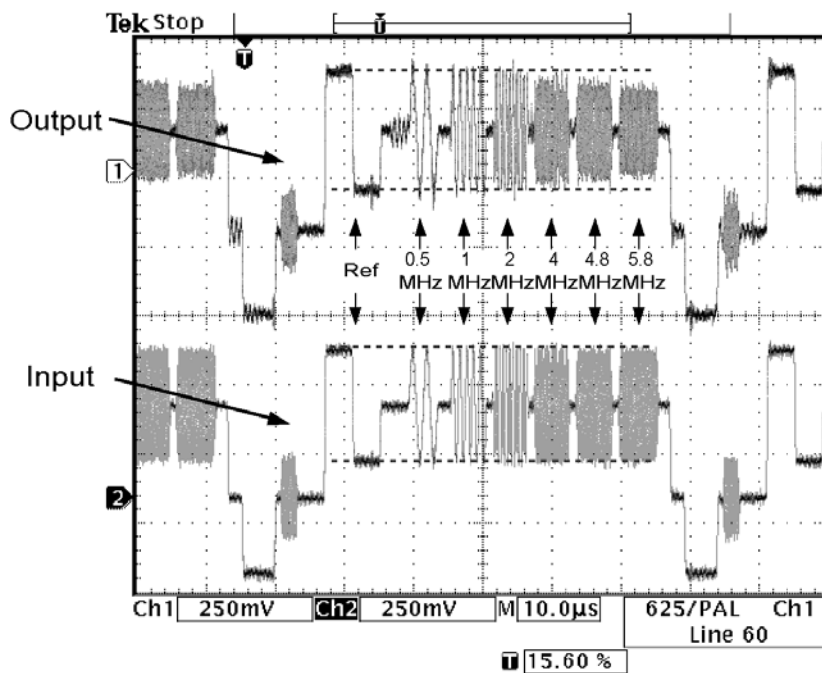 Tek Stop
T
T
Output
1
Ref
0.5 MHz
1 MHz
2 MHz
4 MHz
4.8 MHz
5.8 MHz
Input
2
Ch1 250mV Ch2 250mV M 10.0µs 625/PAL Ch1
Line 60
T 15.60 %